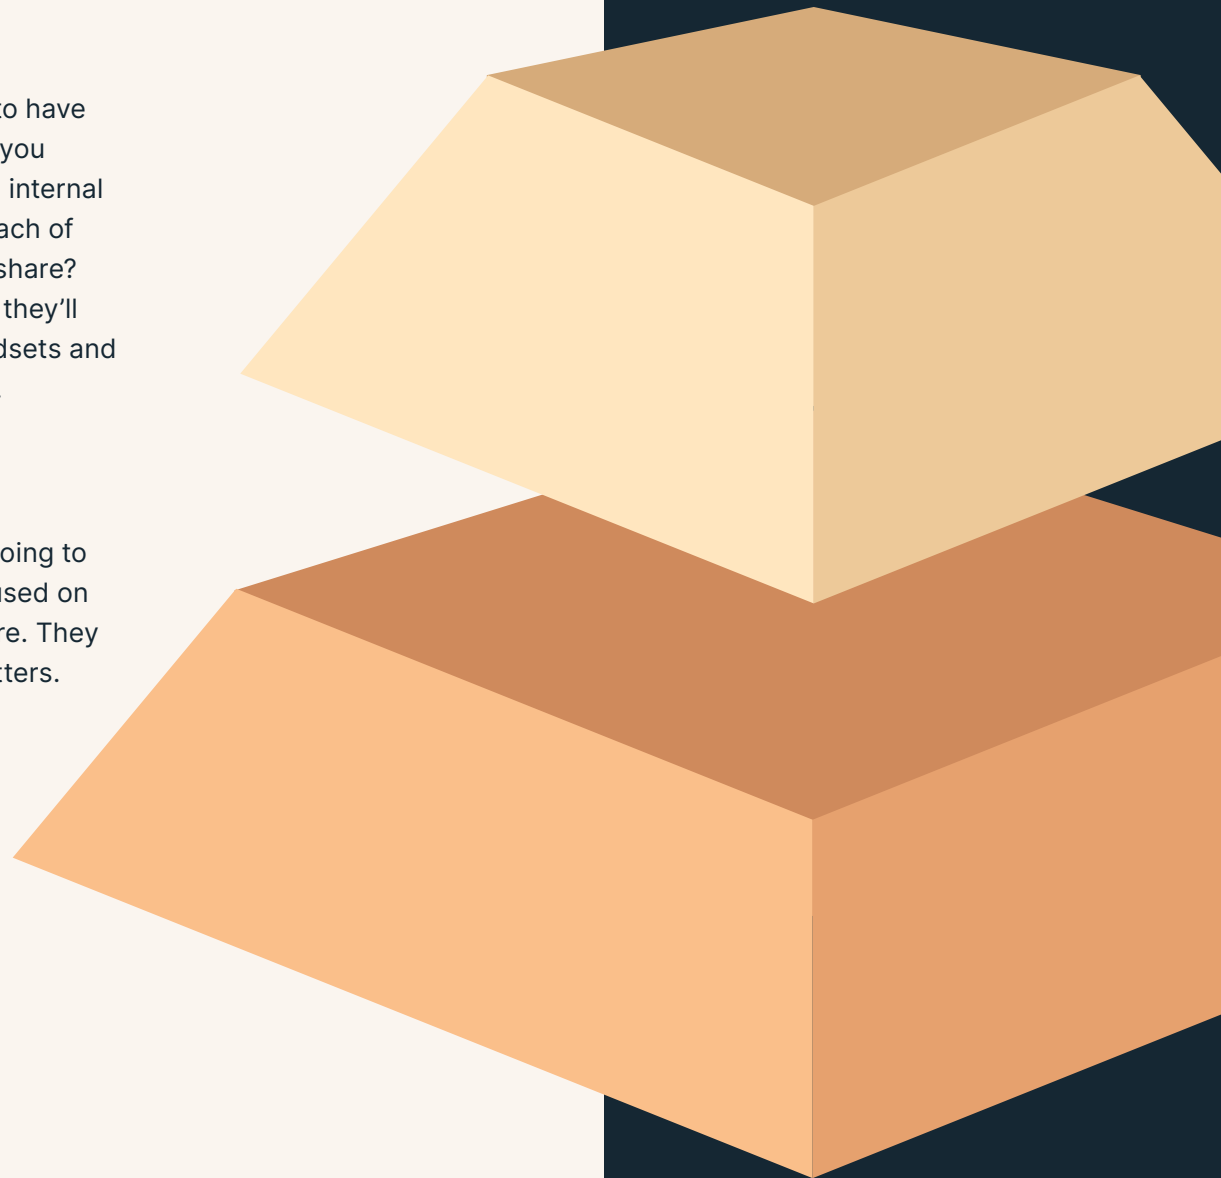 to have
you
internal
ach of
share?
they’ll
dsets and
.
oing to
used on
re. They
tters.